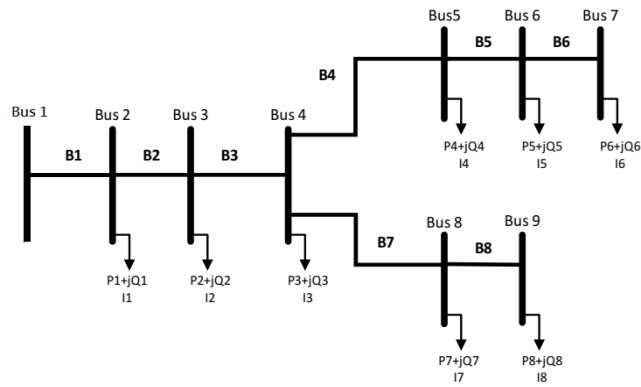 Bus5
Bus 6
Bus 7
B5
B6
B4
P4+jQ4
I4
P5+jQ5
I5
P6+jQ6
I6
Bus 1
Bus 2
Bus 3
Bus 4
B1
B2
B3
P1+jQ1
I1
P2+jQ2
I2
P3+jQ3
I3
Bus 8
Bus 9
B7
B8
P7+jQ7
I7
P8+jQ8
I8